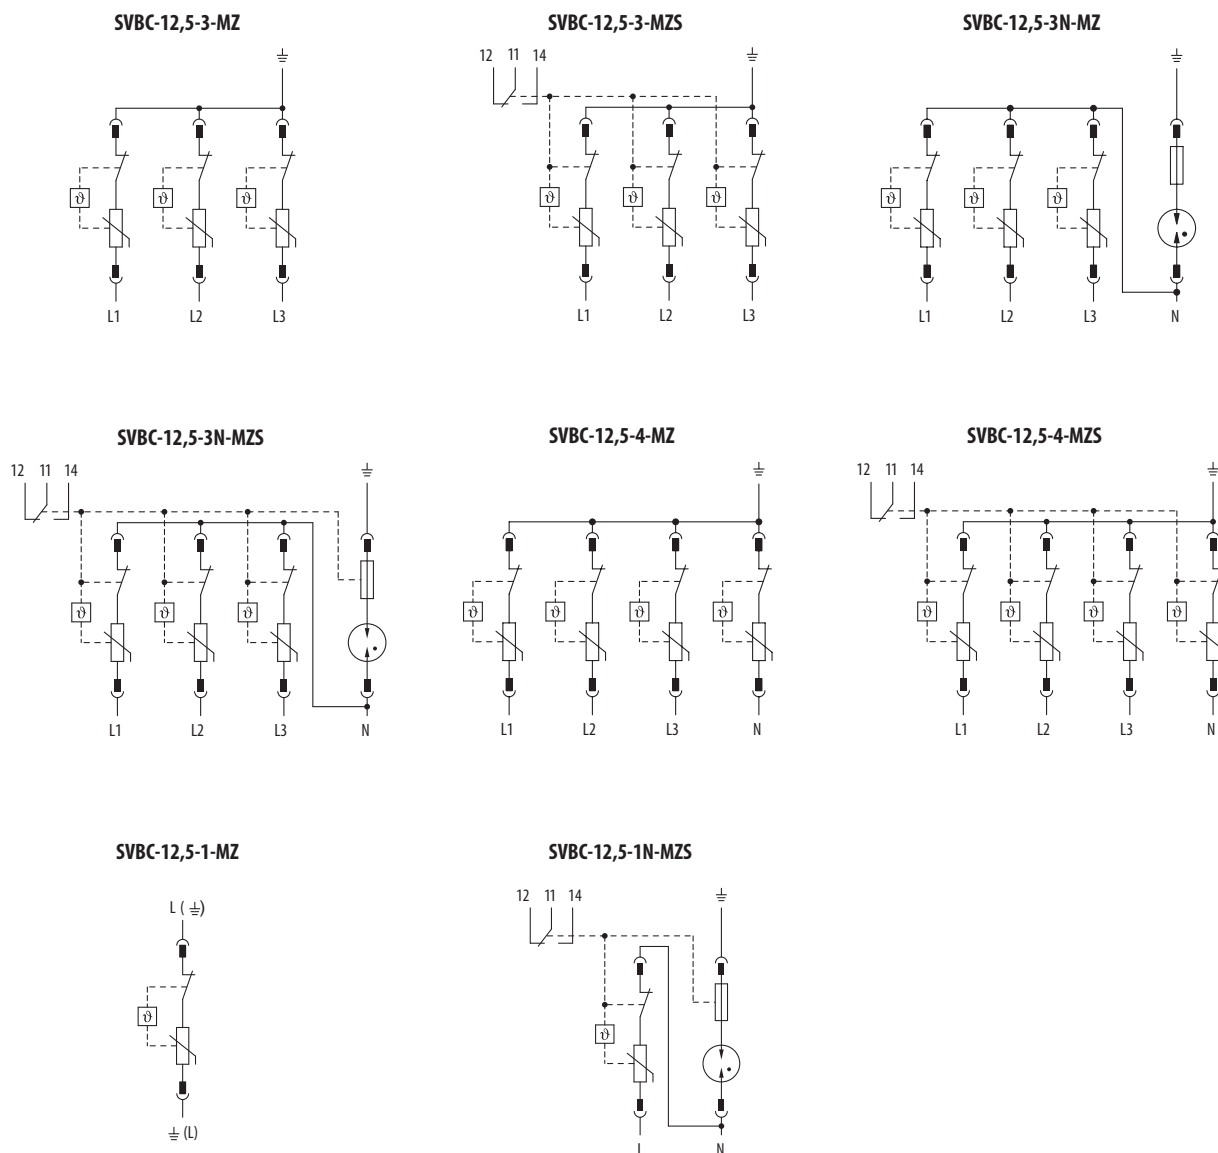 SVBC-12,5-3-MZ
SVBC-12,5-3-MZS
SVBC-12,5-3N-MZ
12 11 14
ϑ ϑ ϑ
ϑ ϑ ϑ
ϑ ϑ ϑ
L1 L2 L3
L1 L2 L3
L1 L2 L3 N
SVBC-12,5-3N-MZS
SVBC-12,5-4-MZ
SVBC-12,5-4-MZS
12 11 14
12 11 14
ϑ ϑ ϑ
ϑ ϑ ϑ ϑ
ϑ ϑ ϑ ϑ
L1 L2 L3 N
L1 L2 L3 N
L1 L2 L3 N
SVBC-12,5-1-MZ
SVBC-12,5-1N-MZS
L (⏚)
12 11 14
ϑ
ϑ
⏚ (L)
L N